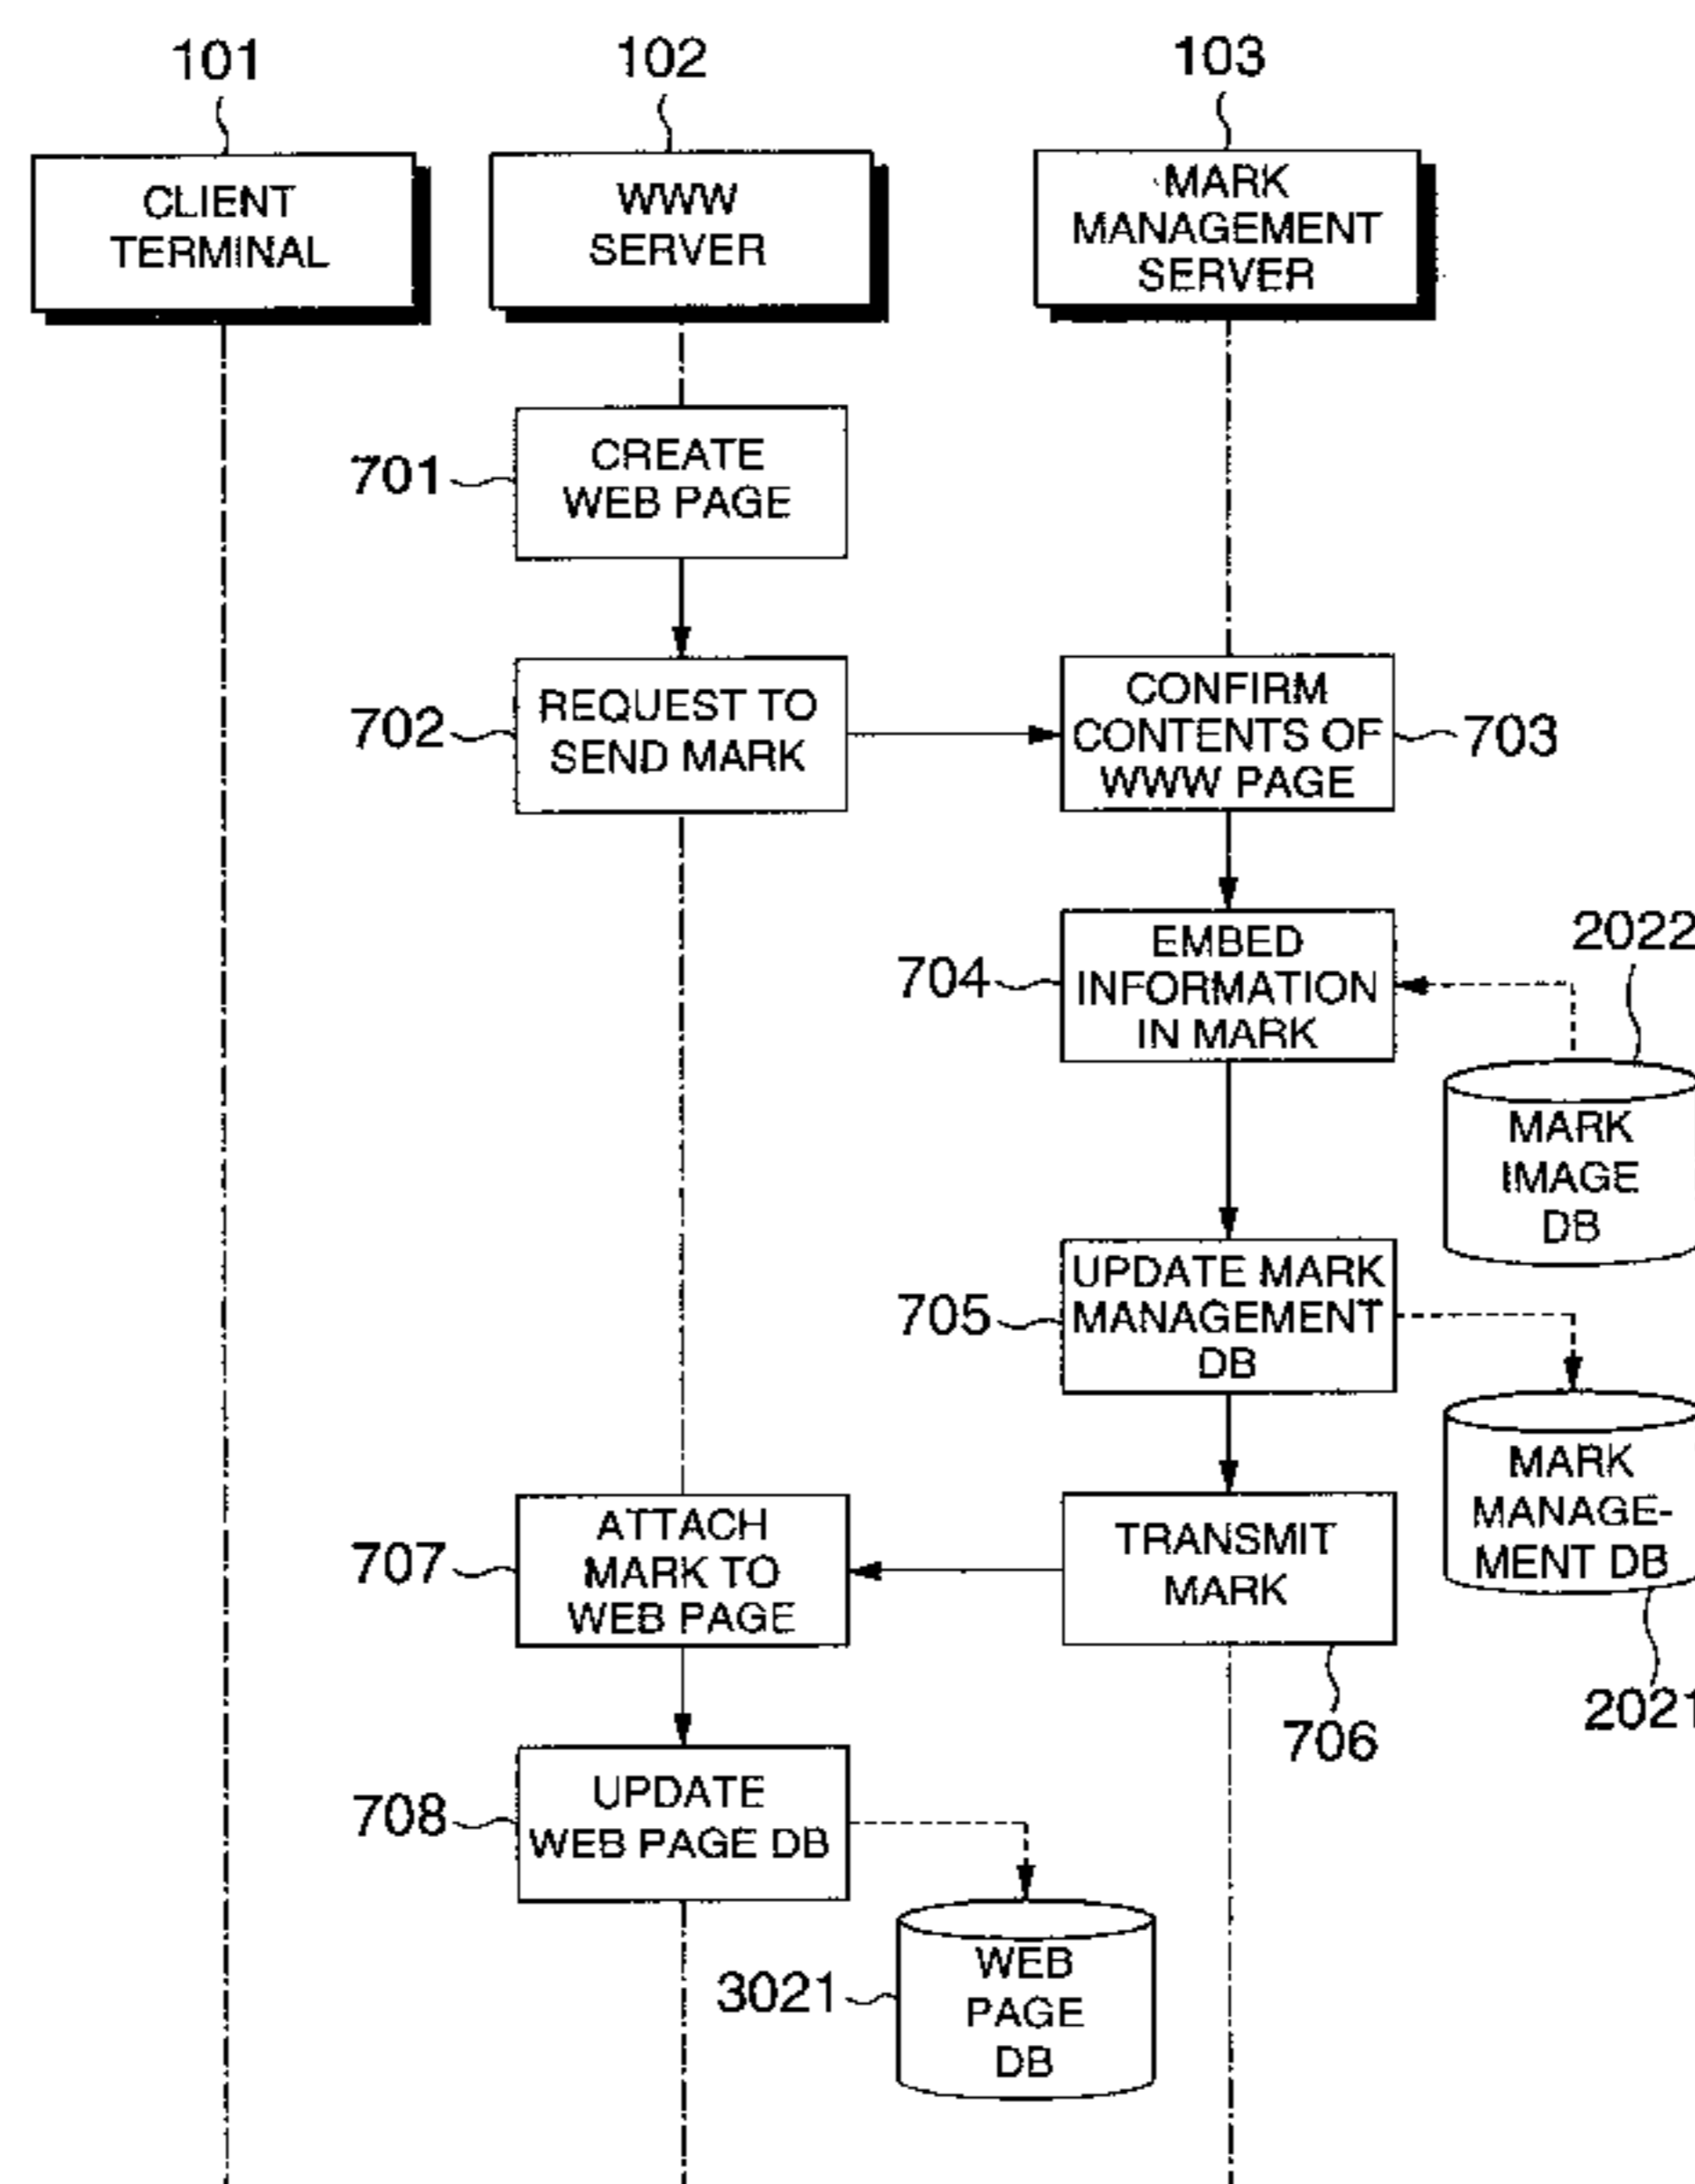 101
102
103
CLIENT
TERMINAL
WWW
SERVER
MARK
MANAGEMENT
SERVER
701
CREATE
WEB PAGE
702
REQUEST TO
SEND MARK
CONFIRM
CONTENTS OF
WWW PAGE
703
704
EMBED
INFORMATION
IN MARK
2022
MARK
IMAGE
DB
705
UPDATE MARK
MANAGEMENT
DB
MARK
MANAGE-
MENT DB
2021
707
ATTACH
MARK TO
WEB PAGE
TRANSMIT
MARK
706
708
UPDATE
WEB PAGE DB
3021
WEB
PAGE
DB